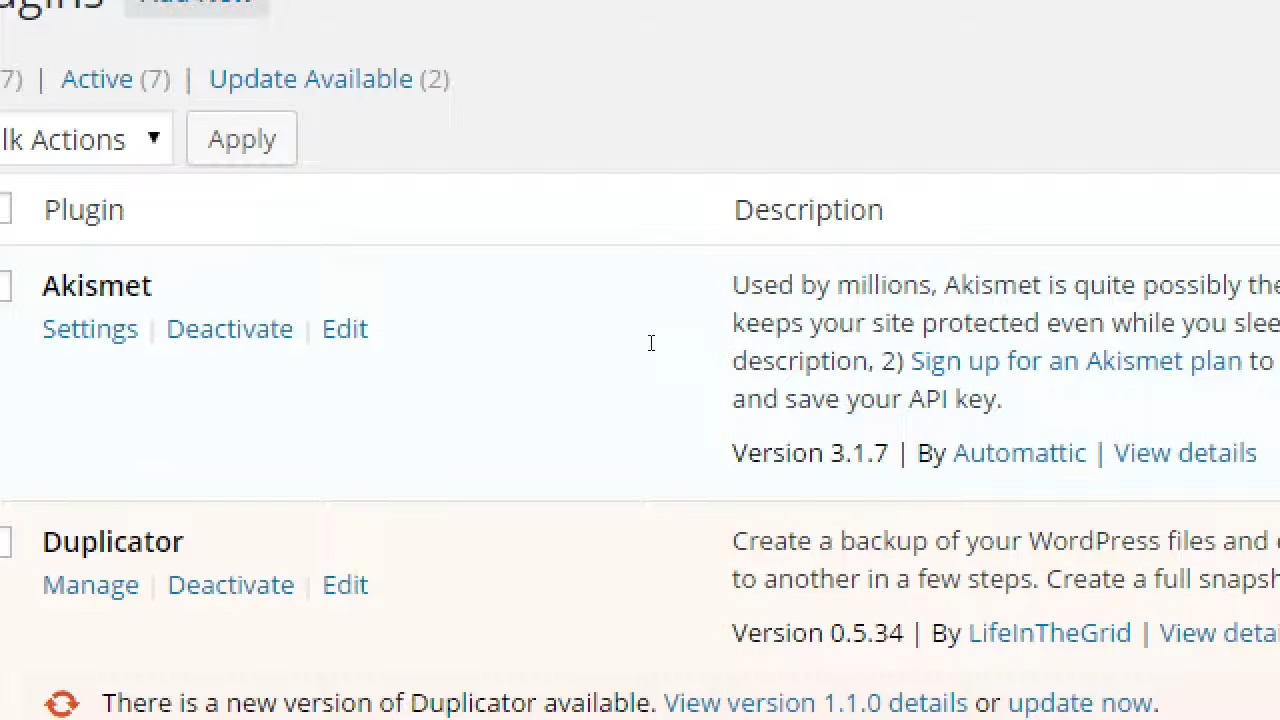 7) | Active (7) | Update Available (2)
lk Actions ▼ Apply
Plugin Description
Akismet
Settings | Deactivate | Edit
Used by millions, Akismet is quite possibly the
keeps your site protected even while you slee
description, 2) Sign up for an Akismet plan to
and save your API key.
Version 3.1.7 | By Automattic | View details
Duplicator
Manage | Deactivate | Edit
Create a backup of your WordPress files and
to another in a few steps. Create a full snapsh
Version 0.5.34 | By LifeInTheGrid | View detai
There is a new version of Duplicator available. View version 1.1.0 details or update now.